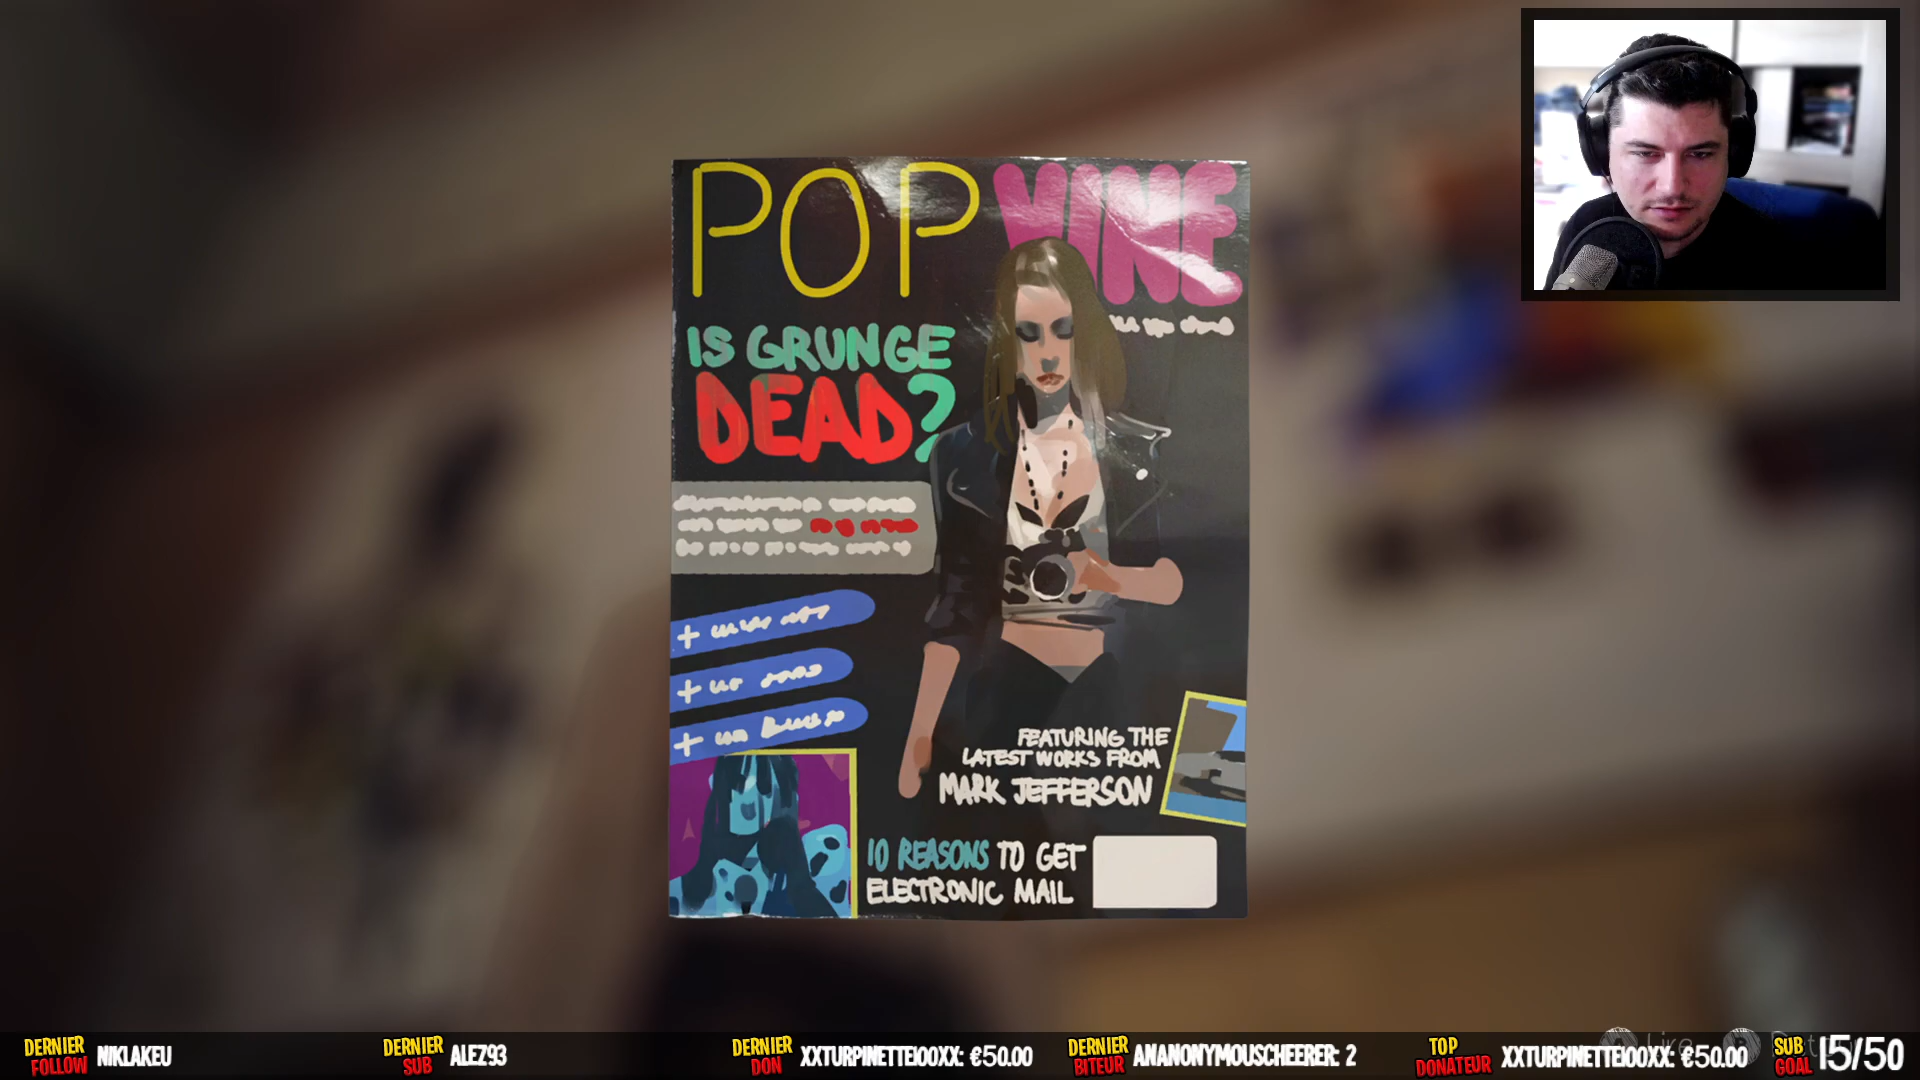 POP VINE
IS GRUNGE
DEAD?
FEATURING THE
LATEST WORKS FROM
MARK JEFFERSON
10 REASONS TO GET
ELECTRONIC MAIL
DERNIER FOLLOW NIKLAKEU
DERNIER SUB ALEZ93
DERNIER DON XXTURPINETTE100XX: €50.00
DERNIER BITEUR ANANONYMOUSCHEERER: 2
TOP DONATEUR XXTURPINETTE100XX: €50.00
SUB GOAL 15/50